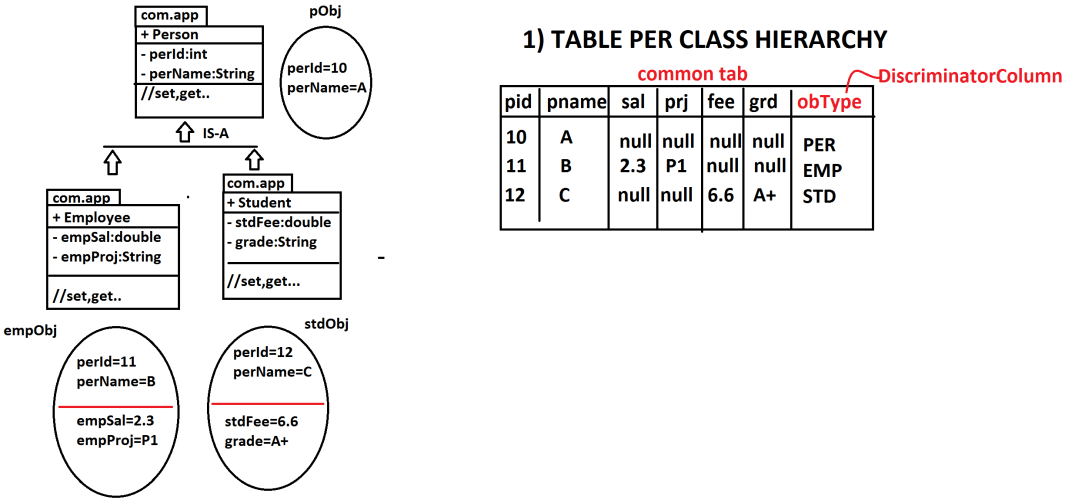 com.app
+ Person
- perId:int
- perName:String
//set,get..
pObj
perId=10
perName=A
IS-A
com.app
+ Employee
- empSal:double
- empProj:String
//set,get..
com.app
+ Student
- stdFee:double
- grade:String
//set,get...
empObj
perId=11
perName=B
empSal=2.3
empProj=P1
stdObj
perId=12
perName=C
stdFee=6.6
grade=A+
1) TABLE PER CLASS HIERARCHY
common tab
DiscriminatorColumn
pid pname sal prj fee grd obType
10 A null null null null PER
11 B 2.3 P1 null null EMP
12 C null null 6.6 A+ STD